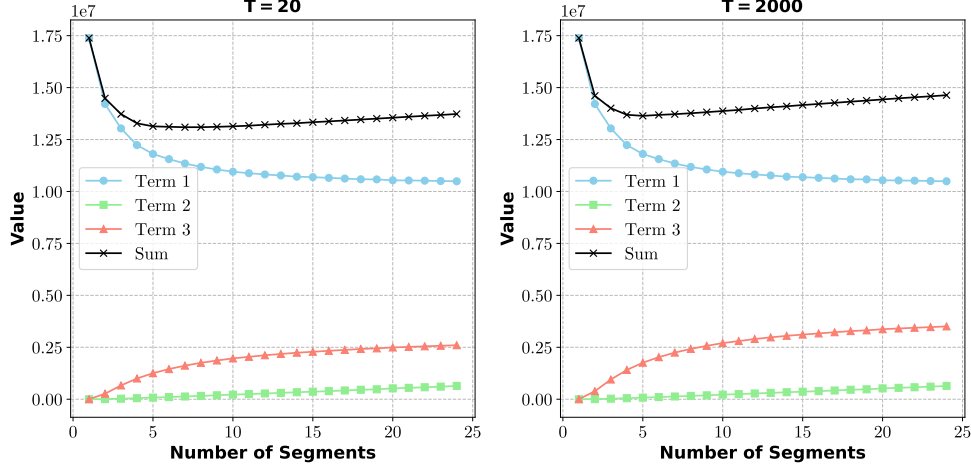 T = 20
1e7
1.75
1.50
1.25
1.00
0.75
0.50
0.25
0.00
Value
Term 1
Term 2
Term 3
Sum
0 5 10 15 20 25
Number of Segments
T = 2000
1e7
1.75
1.50
1.25
1.00
0.75
0.50
0.25
0.00
Value
Term 1
Term 2
Term 3
Sum
0 5 10 15 20 25
Number of Segments